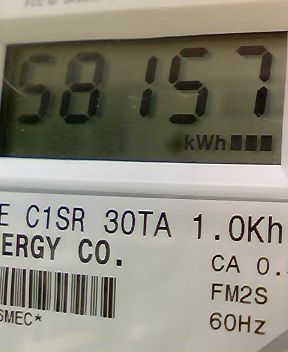 58157
kWh
E C1SR 30TA 1.0Kh
ERGY CO.
CA 0.
FM2S
60Hz
SMEC*